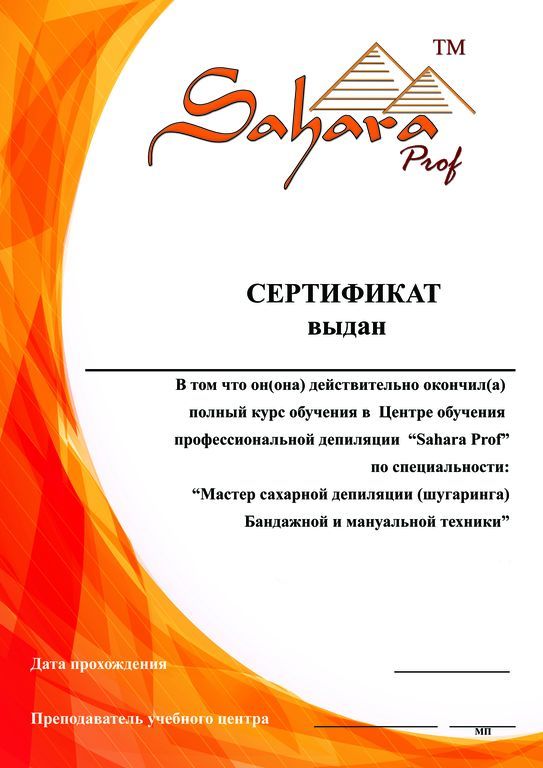 TM
Sahara
Prof
СЕРТИФИКАТ
выдан
В том что он(она) действительно окончил(а)
полный курс обучения в Центре обучения
профессиональной депиляции “Sahara Prof”
по специальности:
“Мастер сахарной депиляции (шугаринга)
Бандажной и мануальной техники”
Дата прохождения
Преподаватель учебного центра
МП